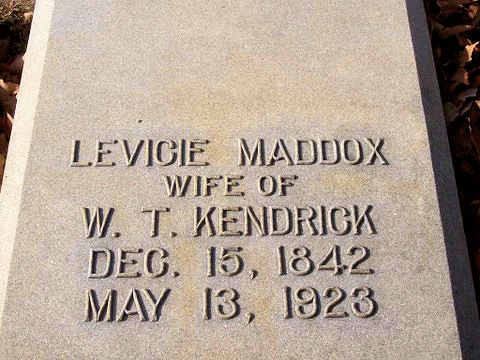 LEVICIE MADDOX
WIFE OF
W. T. KENDRICK
DEC. 15, 1842
MAY 13, 1923